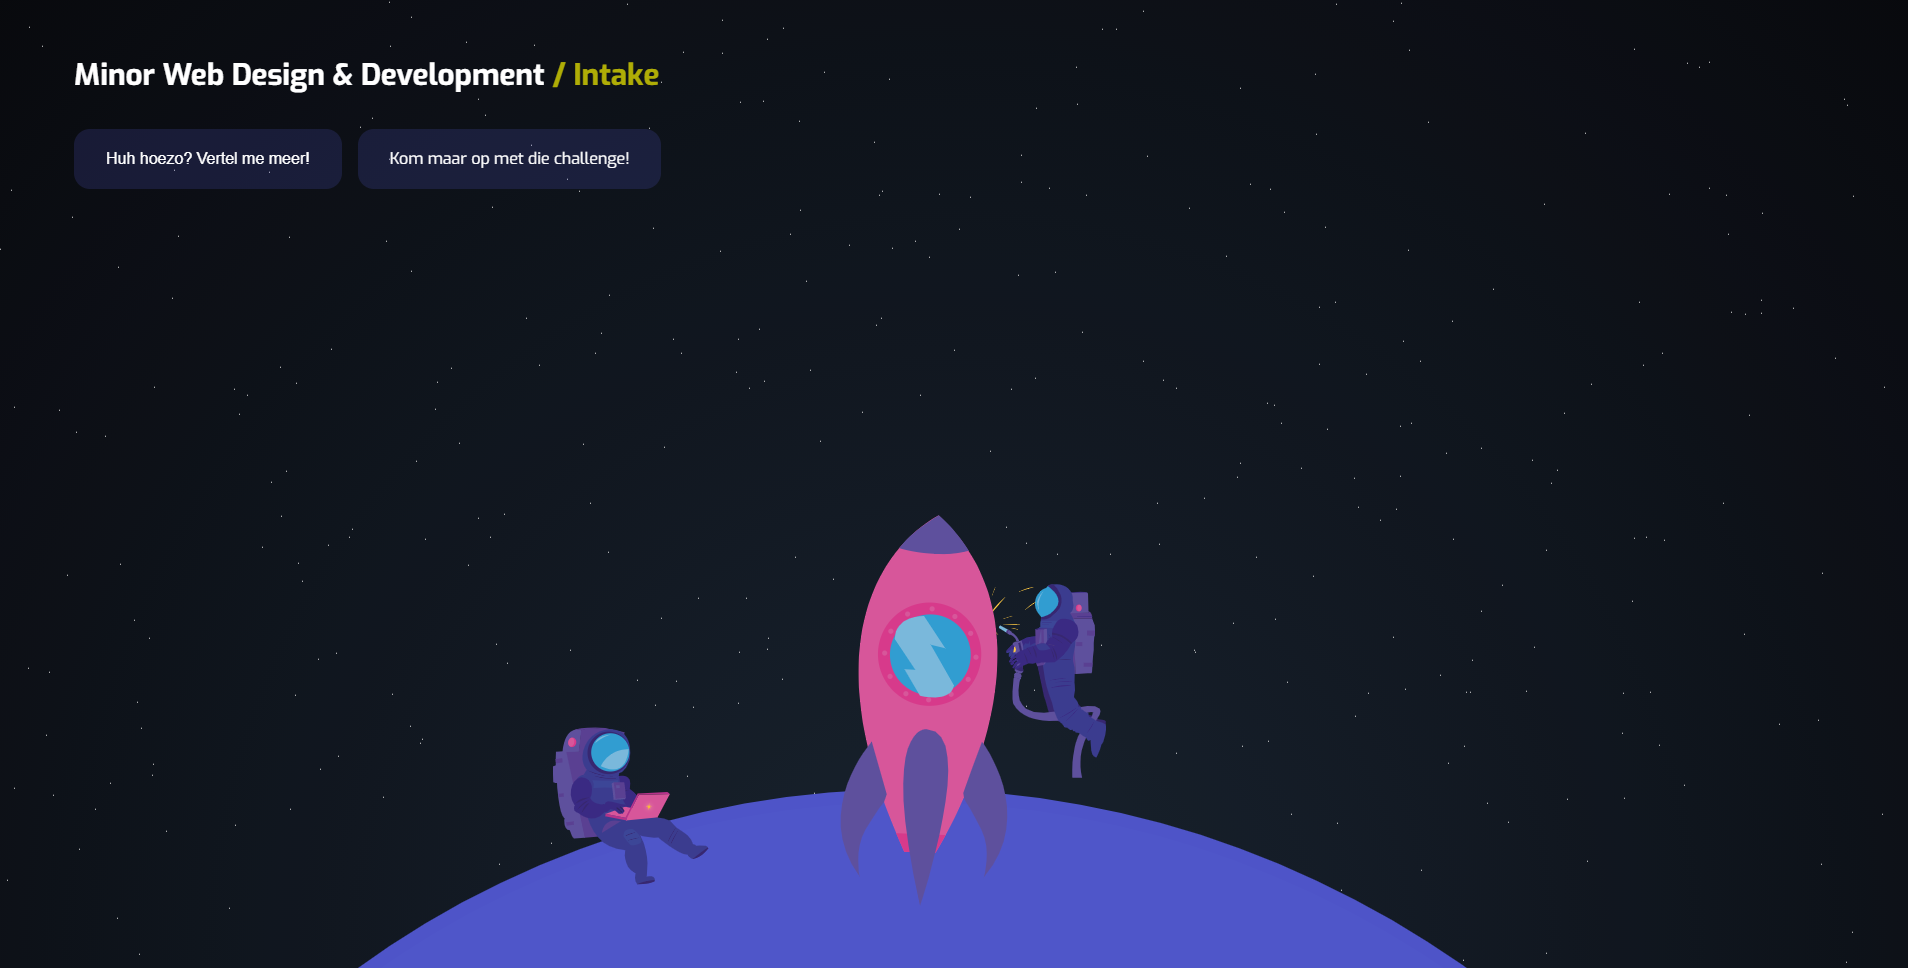 Minor Web Design & Development / Intake
Huh hoezo? Vertel me meer!
Kom maar op met die challenge!